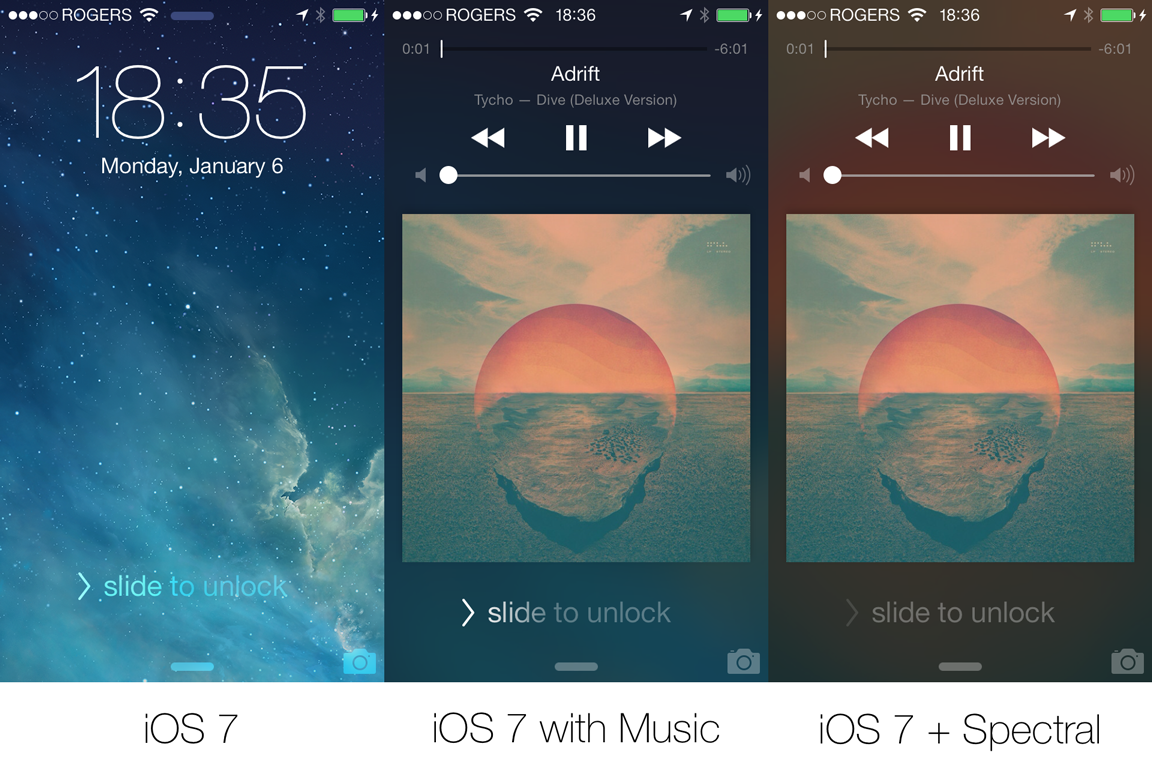 ROGERS
18:35
Monday, January 6
slide to unlock
iOS 7
ROGERS 18:36
0:01 -6:01
Adrift
Tycho — Dive (Deluxe Version)
slide to unlock
iOS 7 with Music
ROGERS 18:36
0:01 -6:01
Adrift
Tycho — Dive (Deluxe Version)
slide to unlock
iOS 7 + Spectral